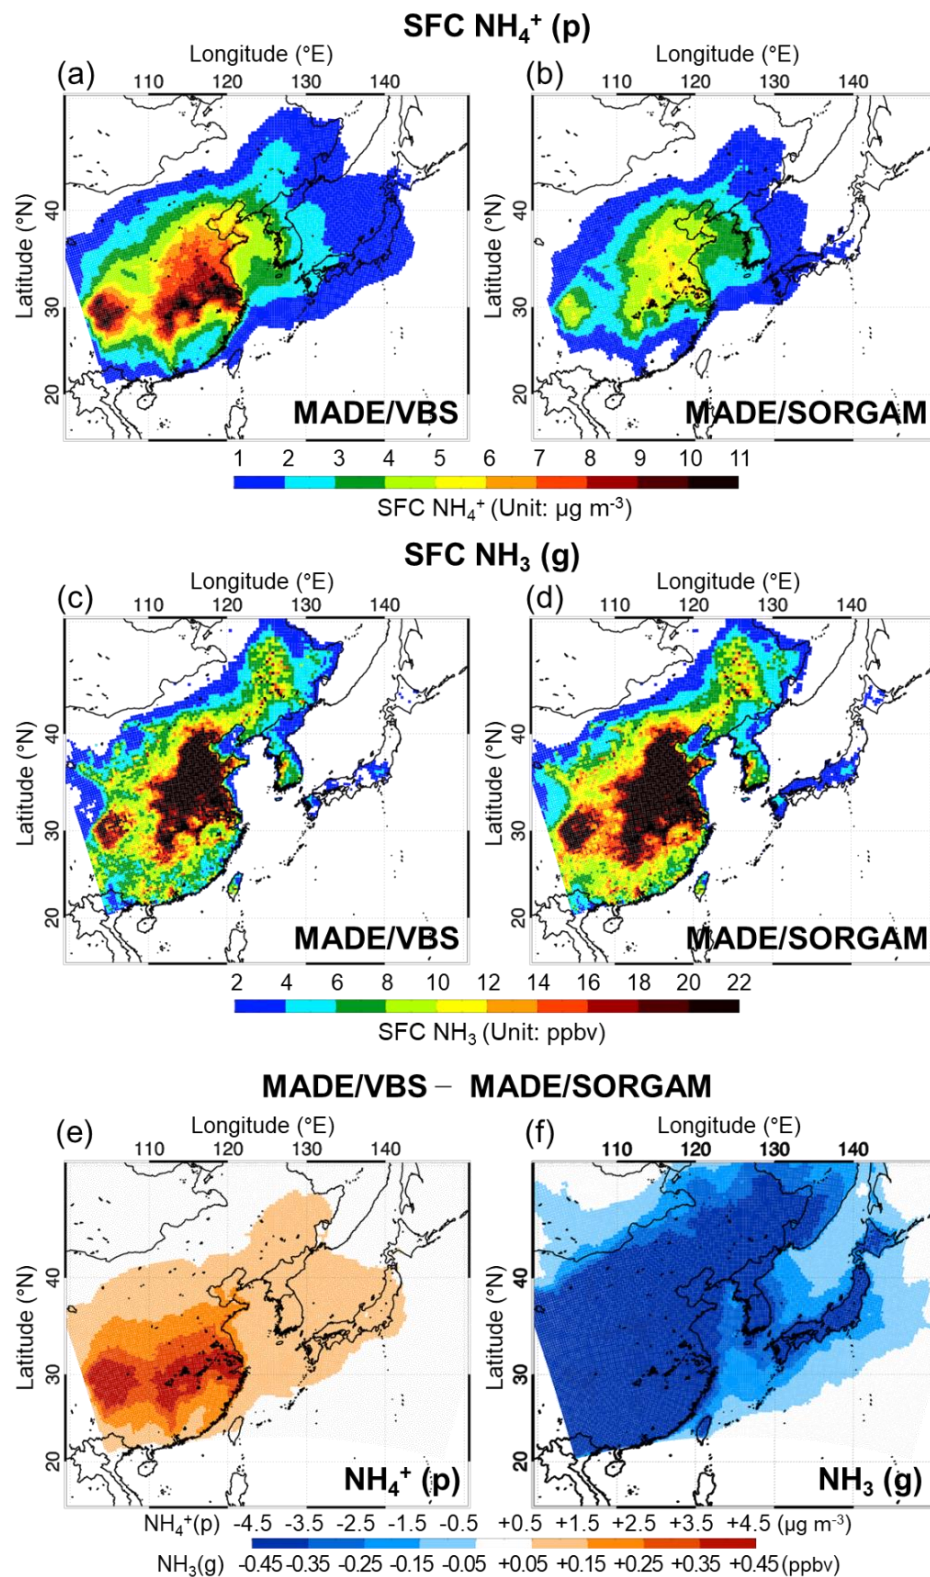 SFC NH₄⁺ (p)
Longitude (°E) Longitude (°E)
(a) 110 120 130 140 (b) 110 120 130 140
Latitude (°N) 40 30 20 Latitude (°N) 40 30 20
MADE/VBS MADE/SORGAM
1 2 3 4 5 6 7 8 9 10 11
SFC NH₄⁺ (Unit: µg m⁻³)
SFC NH₃ (g)
Longitude (°E) Longitude (°E)
(c) 110 120 130 140 (d) 110 120 130 140
Latitude (°N) 40 30 20 Latitude (°N) 40 30 20
MADE/VBS MADE/SORGAM
2 4 6 8 10 12 14 16 18 20 22
SFC NH₃ (Unit: ppbv)
MADE/VBS – MADE/SORGAM
Longitude (°E) Longitude (°E)
(e) 110 120 130 140 (f) 110 120 130 140
Latitude (°N) 40 30 20 Latitude (°N) 40 30 20
NH₄⁺ (p) NH₃ (g)
NH₄⁺(p) -4.5 -3.5 -2.5 -1.5 -0.5 +0.5 +1.5 +2.5 +3.5 +4.5 (µg m⁻³)
NH₃(g) -0.45 -0.35 -0.25 -0.15 -0.05 +0.05 +0.15 +0.25 +0.35 +0.45 (ppbv)